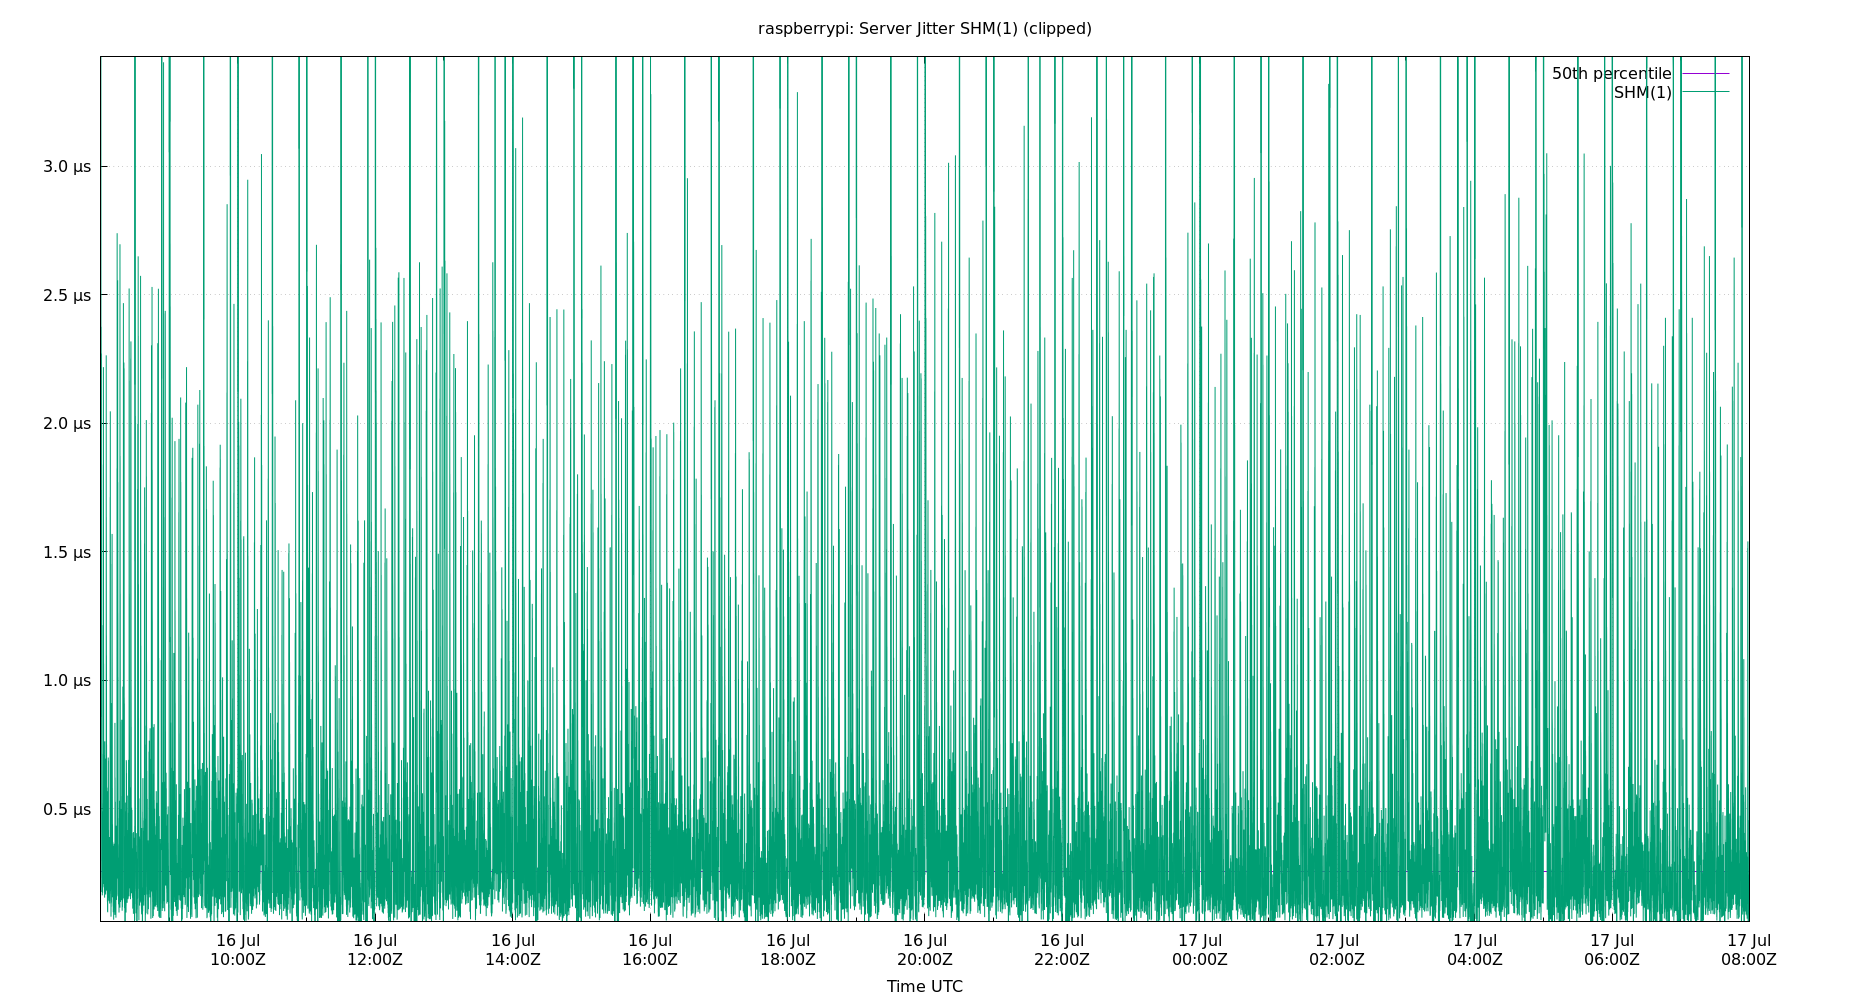 raspberrypi: Server Jitter SHM(1) (clipped)
50th percentile
SHM(1)
3.0 µs
2.5 µs
2.0 µs
1.5 µs
1.0 µs
0.5 µs
16 Jul 16 Jul 16 Jul 16 Jul 16 Jul 16 Jul 16 Jul 17 Jul 17 Jul 17 Jul 17 Jul 17 Jul
10:00Z 12:00Z 14:00Z 16:00Z 18:00Z 20:00Z 22:00Z 00:00Z 02:00Z 04:00Z 06:00Z 08:00Z
Time UTC